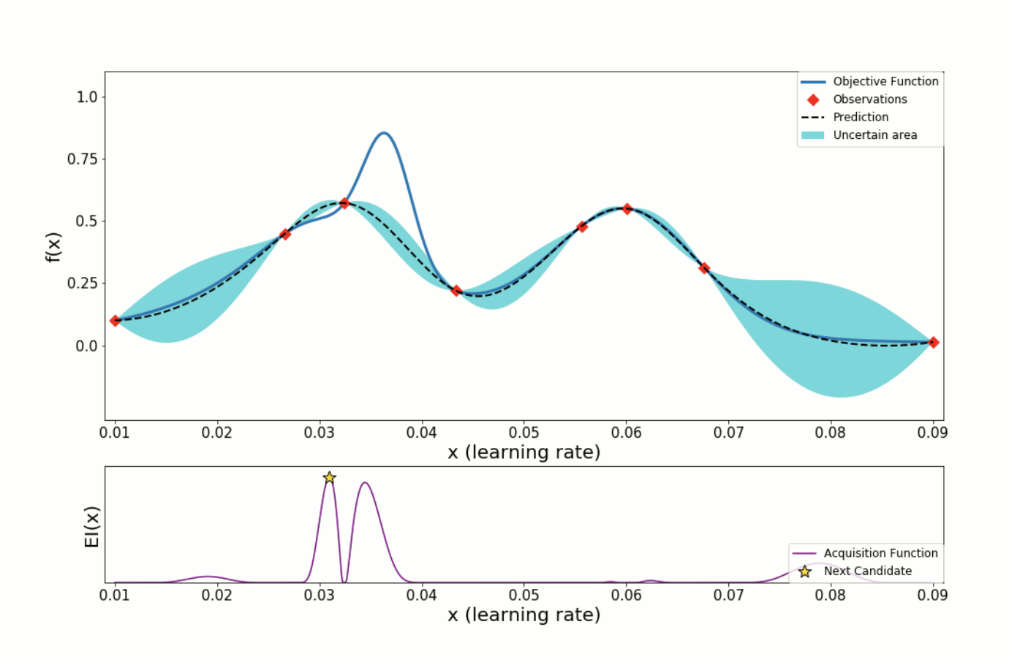 Objective Function
Observations
Prediction
Uncertain area
1.0
0.75
0.5
0.25
0.0
f(x)
0.01 0.02 0.03 0.04 0.05 0.06 0.07 0.08 0.09
x (learning rate)
EI(x)
Acquisition Function
Next Candidate
0.01 0.02 0.03 0.04 0.05 0.06 0.07 0.08 0.09
x (learning rate)